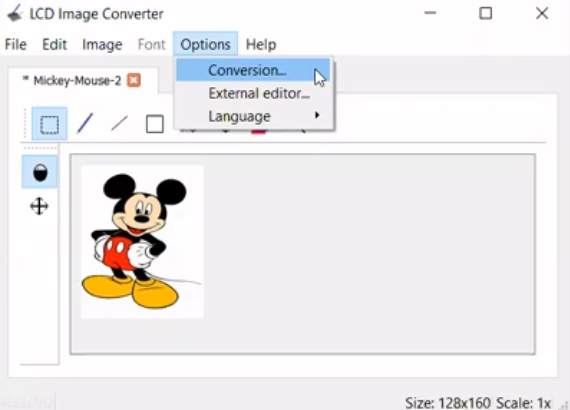 LCD Image Converter
File Edit Image Font Options Help
Conversion...
External editor...
Language
* Mickey-Mouse-2
Size: 128x160 Scale: 1x